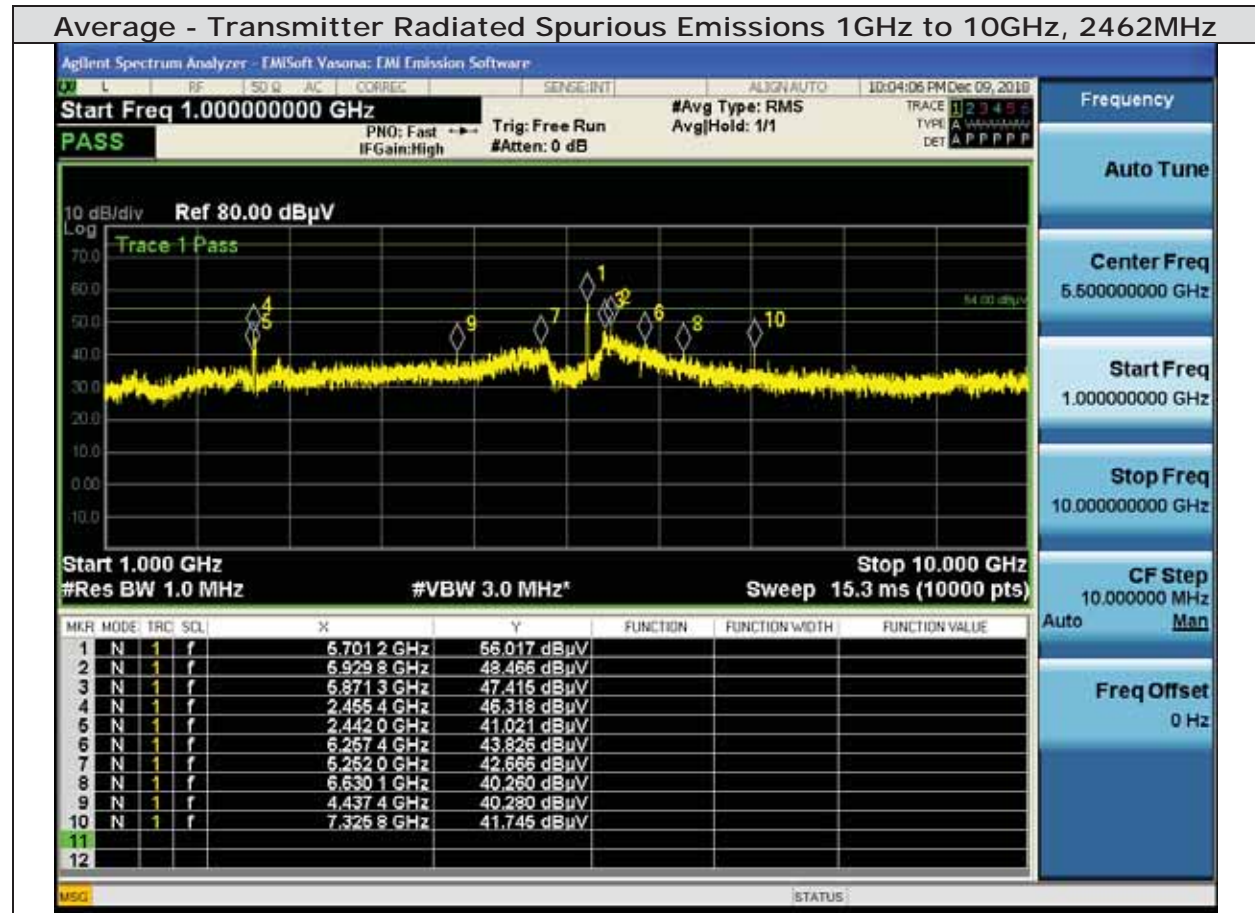 Average - Transmitter Radiated Spurious Emissions 1GHz to 10GHz, 2462MHz
Agilent Spectrum Analyzer - EMISoft Vasona: EMI Emission Software
L RF 50 Ω AC CORREC SENSE:INT ALIGN AUTO 10:04:06 PM Dec 09, 2018
Start Freq 1.000000000 GHz
PNO: Fast
IFGain:High
Trig: Free Run
#Atten: 0 dB
#Avg Type: RMS
Avg|Hold: 1/1
TRACE 1 2 3 4 5 6
TYPE A
DET A P P P P P
PASS
10 dB/div Ref 80.00 dBµV
Log
Trace 1 Pass
70.0
60.0
50.0
40.0
30.0
20.0
10.0
0.00
-10.0
54.00 dBµV
1
2
3
4
5
6
7
8
9
10
Start 1.000 GHz Stop 10.000 GHz
#Res BW 1.0 MHz #VBW 3.0 MHz* Sweep 15.3 ms (10000 pts)
MKR MODE TRC SCL X Y FUNCTION FUNCTION WIDTH FUNCTION VALUE
1 N 1 f 5.701 2 GHz 56.017 dBµV
2 N 1 f 5.929 8 GHz 48.466 dBµV
3 N 1 f 5.871 3 GHz 47.415 dBµV
4 N 1 f 2.455 4 GHz 46.318 dBµV
5 N 1 f 2.442 0 GHz 41.021 dBµV
6 N 1 f 6.257 4 GHz 43.826 dBµV
7 N 1 f 5.252 0 GHz 42.666 dBµV
8 N 1 f 6.630 1 GHz 40.260 dBµV
9 N 1 f 4.437 4 GHz 40.280 dBµV
10 N 1 f 7.325 8 GHz 41.745 dBµV
11
12
MSG STATUS
Frequency
Auto Tune
Center Freq
5.500000000 GHz
Start Freq
1.000000000 GHz
Stop Freq
10.000000000 GHz
CF Step
10.000000 MHz
Auto Man
Freq Offset
0 Hz